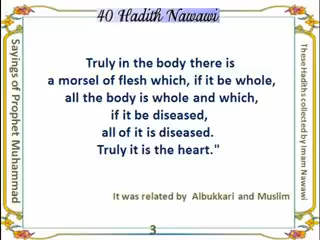 40 Hadith Nawawi
Sayings of Prophet Muhammad
Truly in the body there is
a morsel of flesh which, if it be whole,
all the body is whole and which,
if it be diseased,
all of it is diseased.
Truly it is the heart."
It was related by Albukkari and Muslim
3
These Hadiths collected by Imam Nawawi